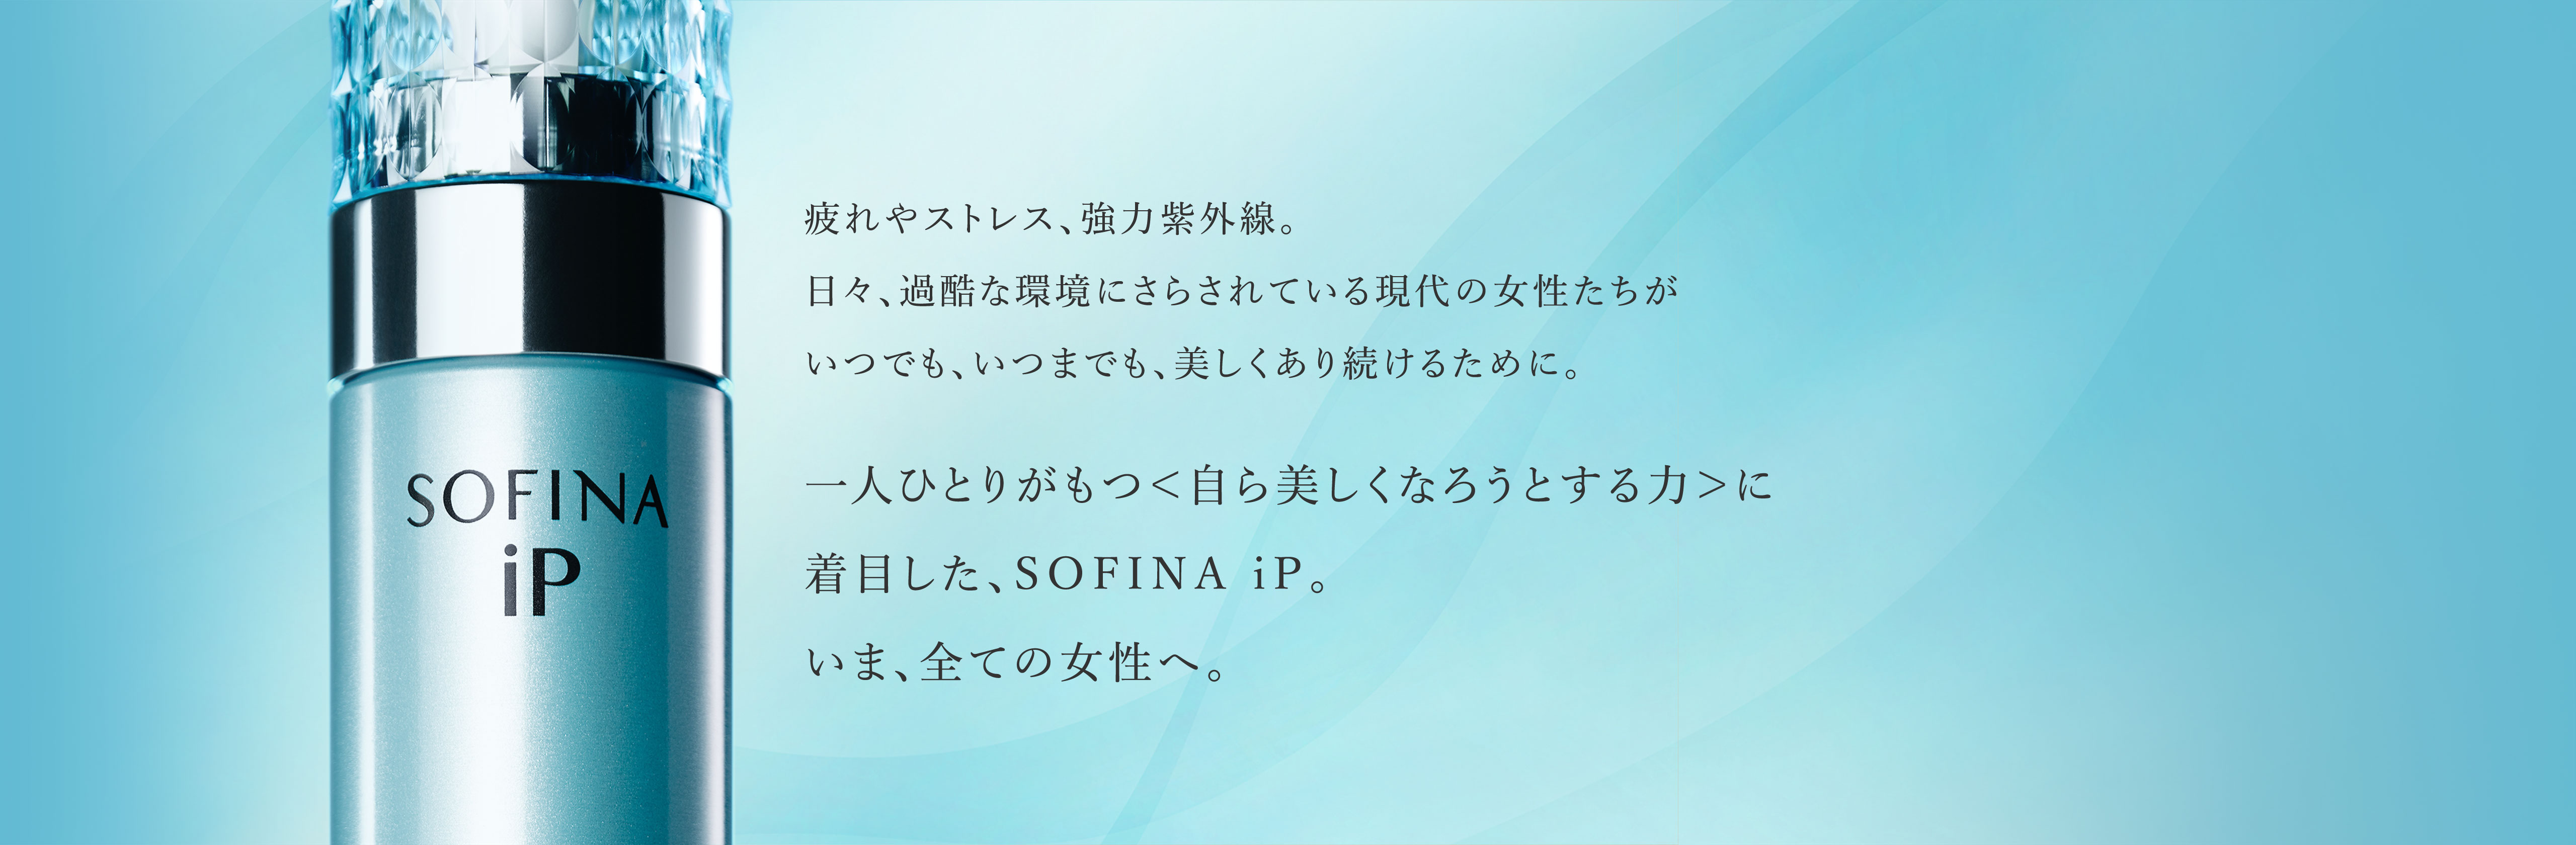 SOFINA
iP
疲れやストレス、強力紫外線。
日々、過酷な環境にさらされている現代の女性たちが
いつでも、いつまでも、美しくあり続けるために。
一人ひとりがもつ＜自ら美しくなろうとする力＞に
着目した、SOFINA iP。
いま、全ての女性へ。